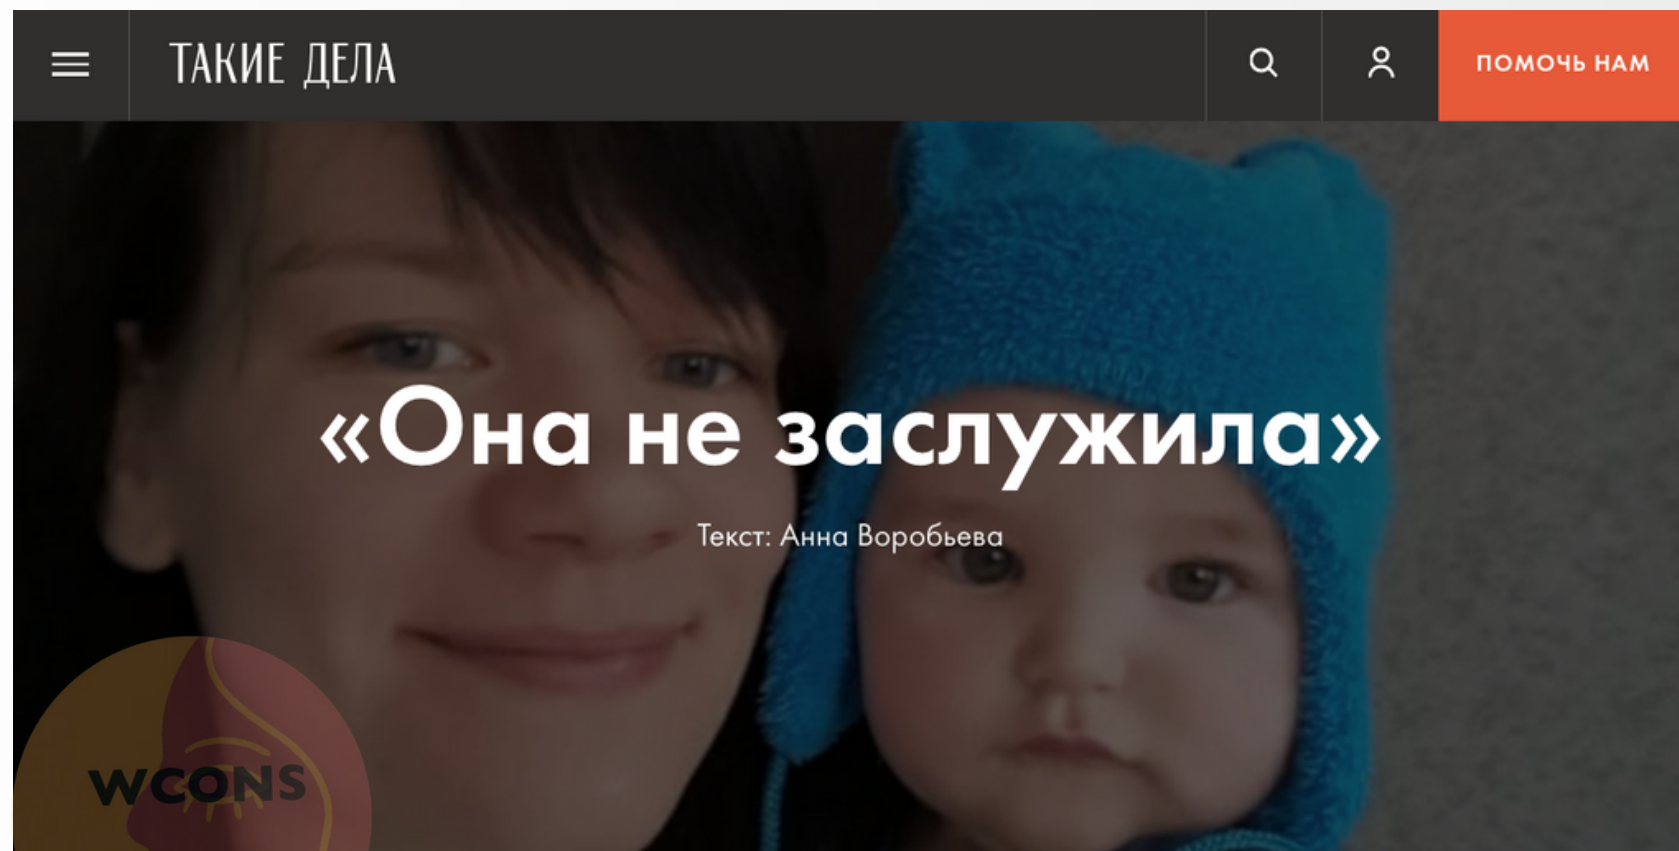 ТАКИЕ ДЕЛА
ПОМОЧЬ НАМ
«Она не заслужила»
Текст: Анна Воробьева
WCONS